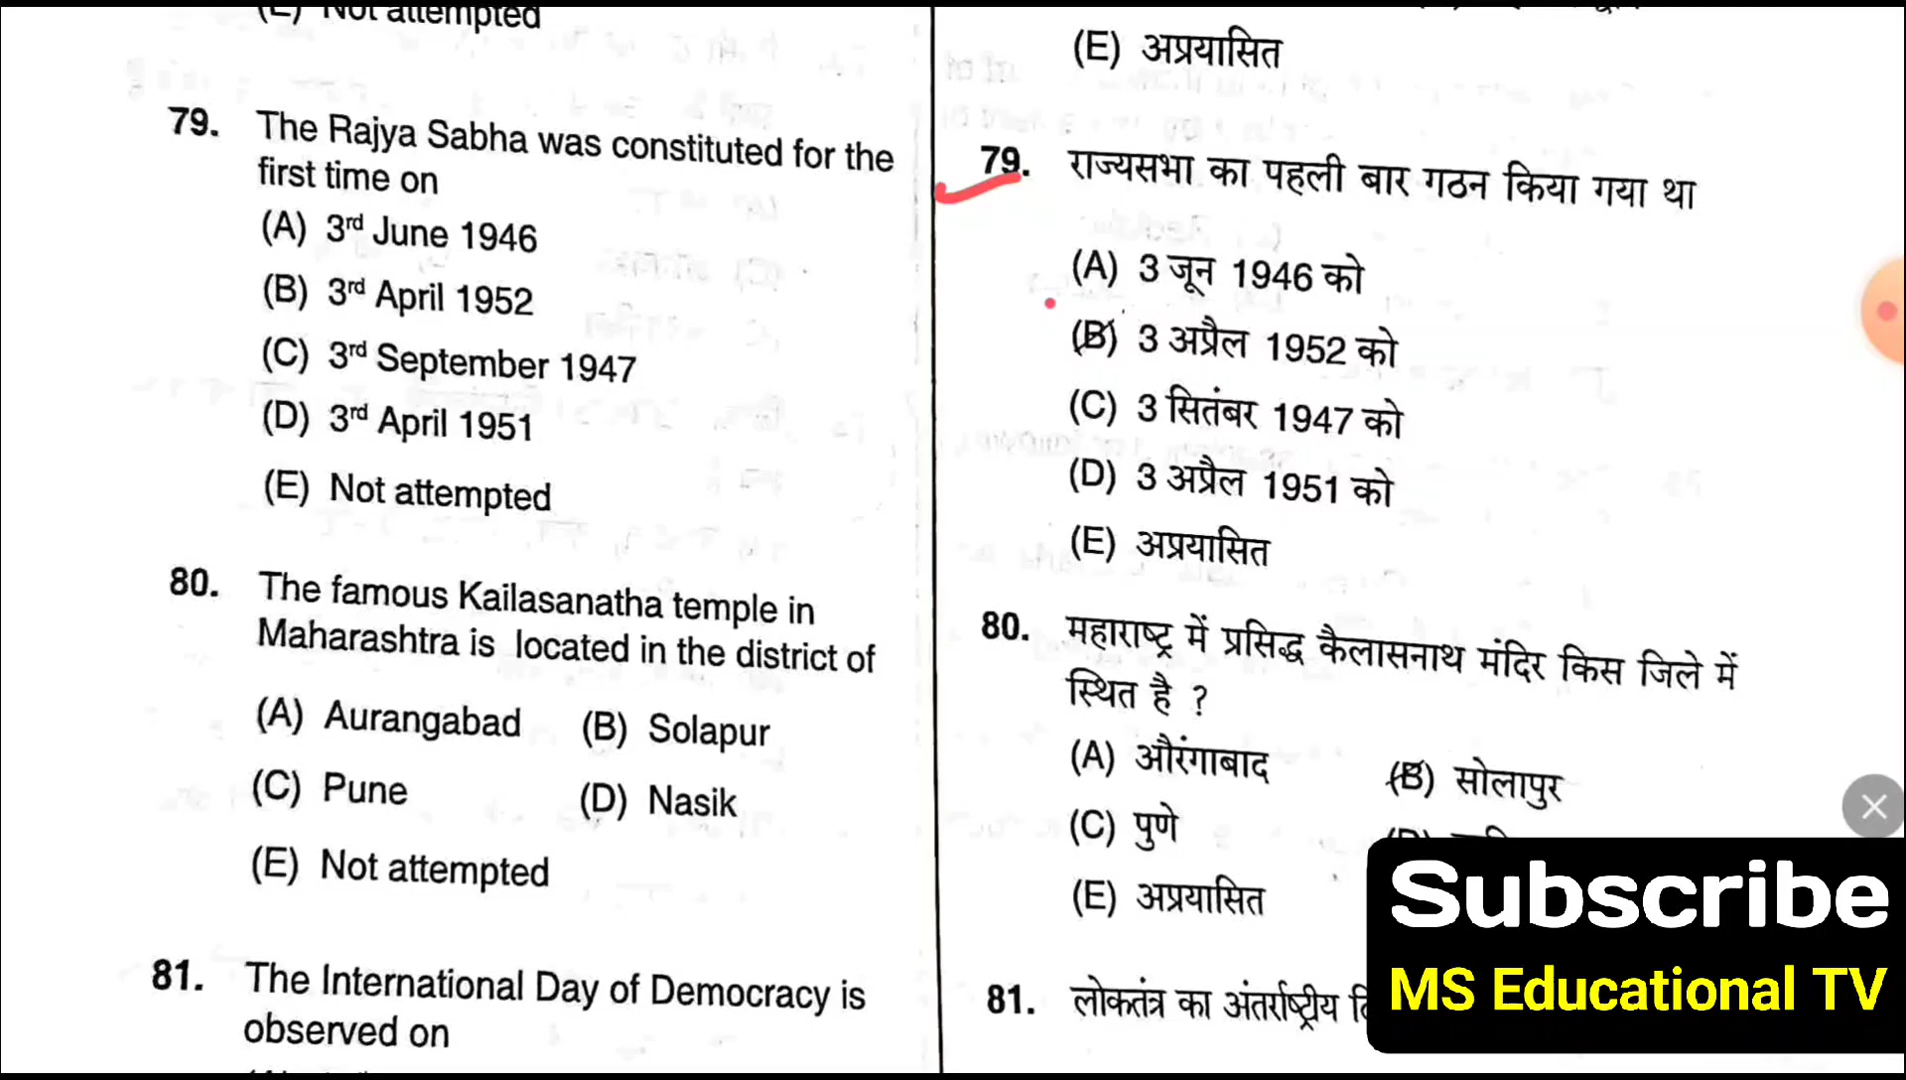 (E) Not attempted
79. The Rajya Sabha was constituted for the
first time on
(A) 3rd June 1946
(B) 3rd April 1952
(C) 3rd September 1947
(D) 3rd April 1951
(E) Not attempted
80. The famous Kailasanatha temple in
Maharashtra is located in the district of
(A) Aurangabad (B) Solapur
(C) Pune (D) Nasik
(E) Not attempted
81. The International Day of Democracy is
observed on
(E) अप्रयासित
79. राज्यसभा का पहली बार गठन किया गया था
(A) 3 जून 1946 को
(B) 3 अप्रैल 1952 को
(C) 3 सितंबर 1947 को
(D) 3 अप्रैल 1951 को
(E) अप्रयासित
80. महाराष्ट्र में प्रसिद्ध कैलासनाथ मंदिर किस जिले में
स्थित है ?
(A) औरंगाबाद (B) सोलापुर
(C) पुणे
(E) अप्रयासित
81. लोकतंत्र का अंतर्राष्ट्रीय
Subscribe
MS Educational TV